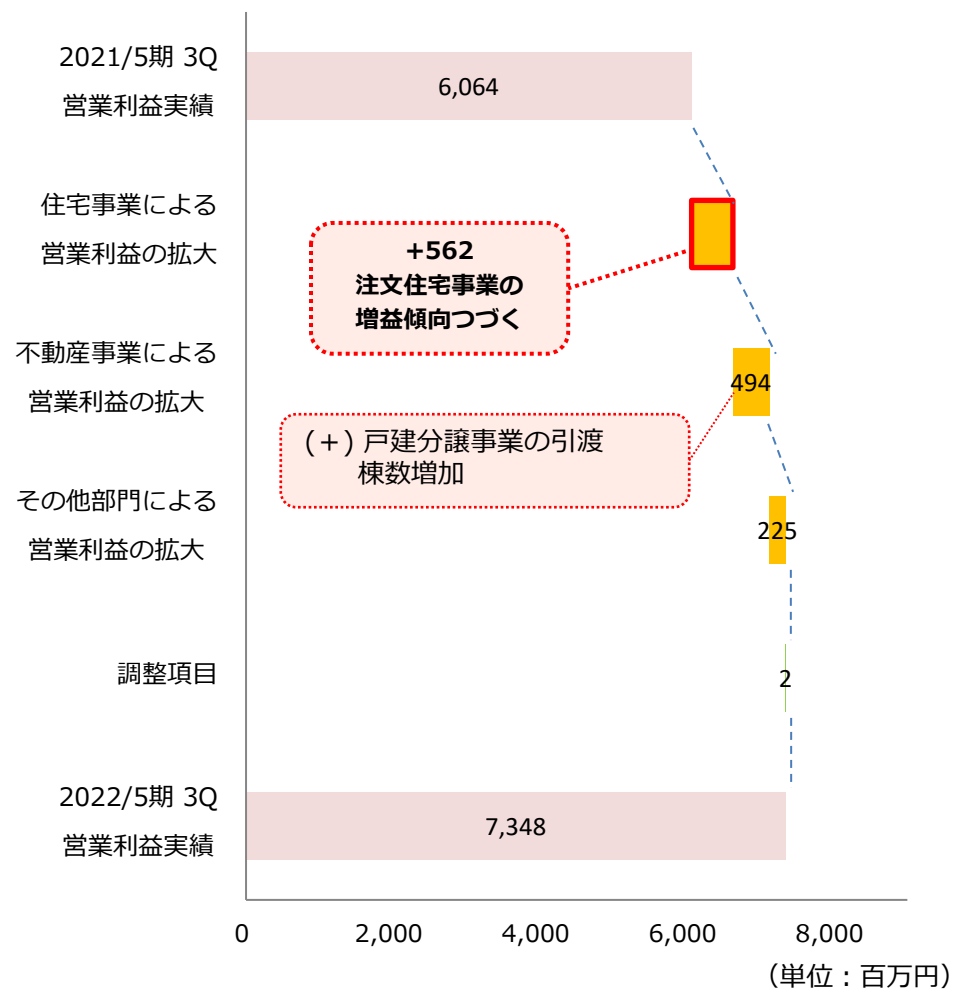 2021/5期 3Q
営業利益実績
6,064
住宅事業による
営業利益の拡大
+562
注文住宅事業の
増益傾向つづく
不動産事業による
営業利益の拡大
494
(＋) 戸建分譲事業の引渡
棟数増加
その他部門による
営業利益の拡大
225
調整項目
2
2022/5期 3Q
営業利益実績
7,348
0 2,000 4,000 6,000 8,000
（単位：百万円）